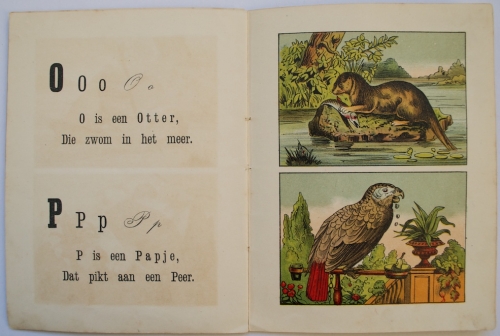 O O o O o
O is een Otter,
Die zwom in het meer.
P P p P p
P is een Papje,
Dat pikt aan een Peer.